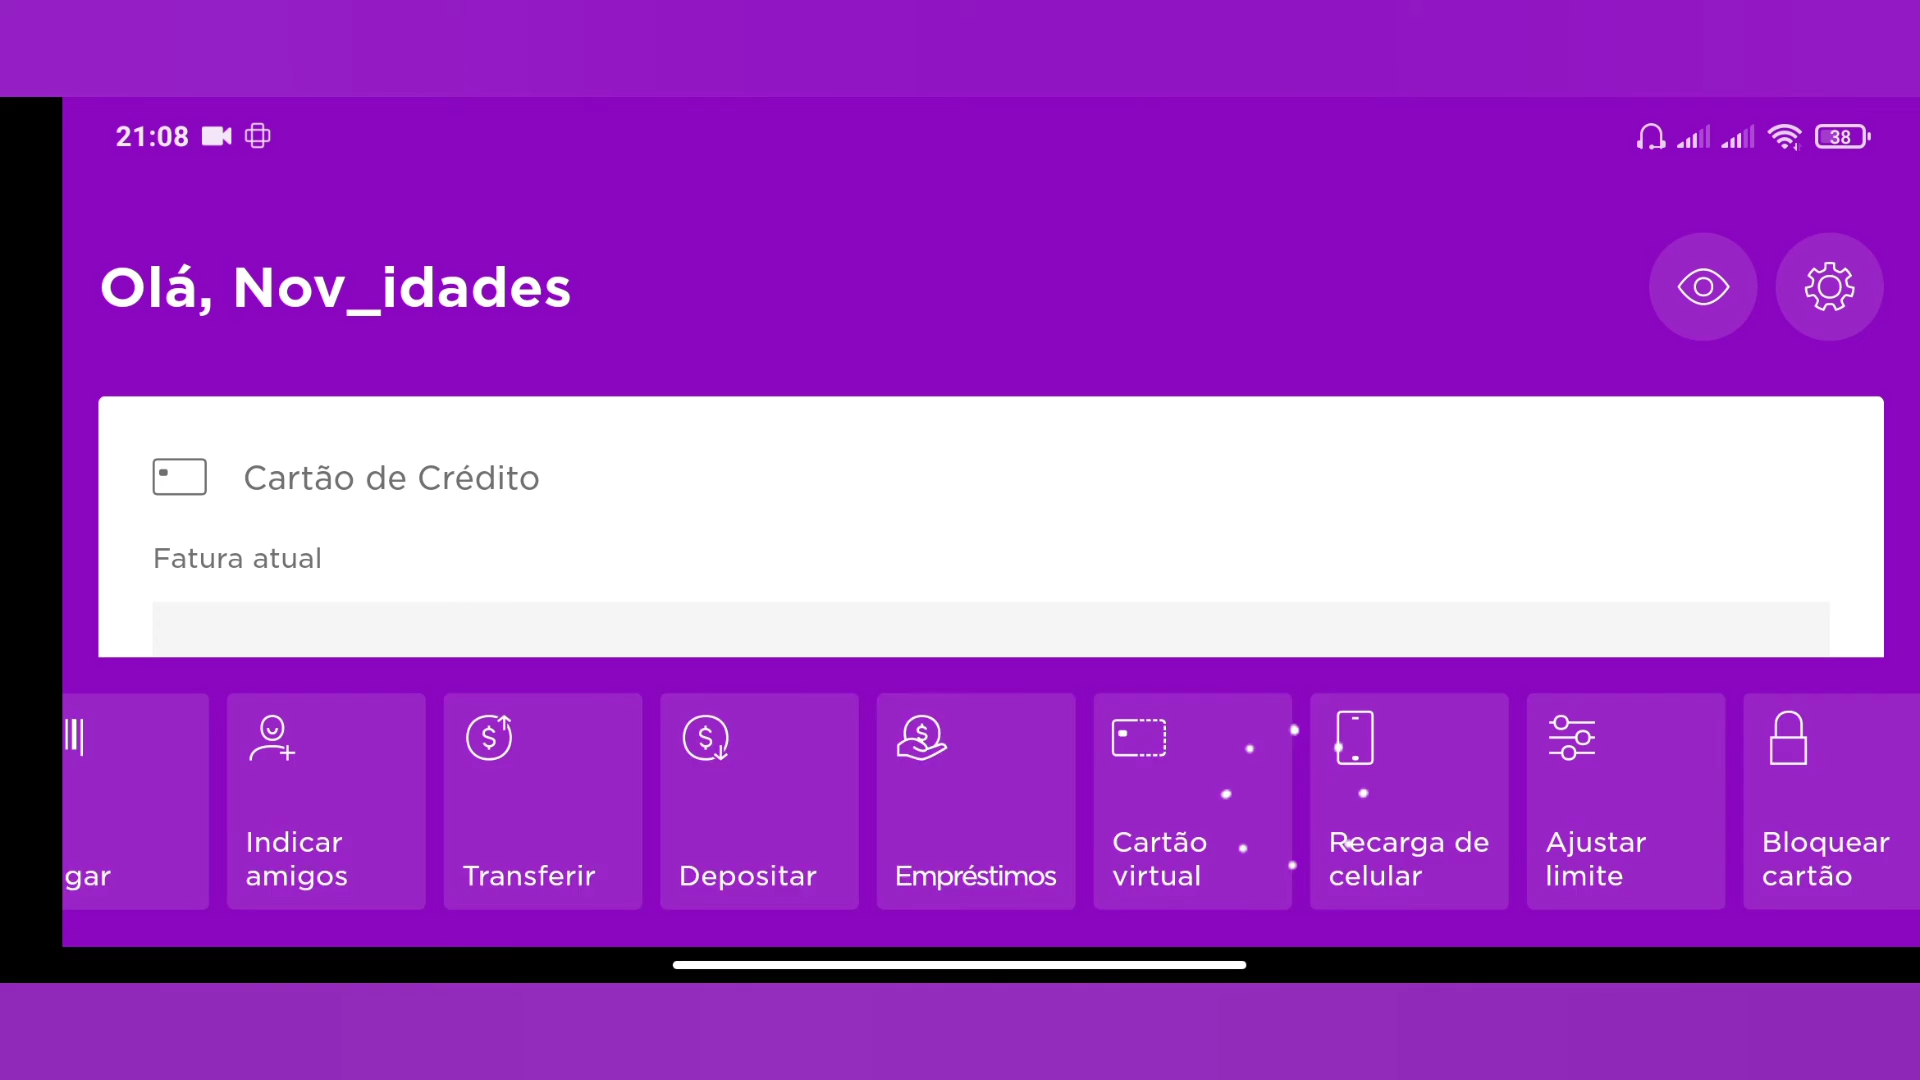 21:08
38
Olá, Nov_idades
Cartão de Crédito
Fatura atual
gar
Indicar
amigos
Transferir
Depositar
Empréstimos
Cartão
virtual
Recarga de
celular
Ajustar
limite
Bloquear
cartão